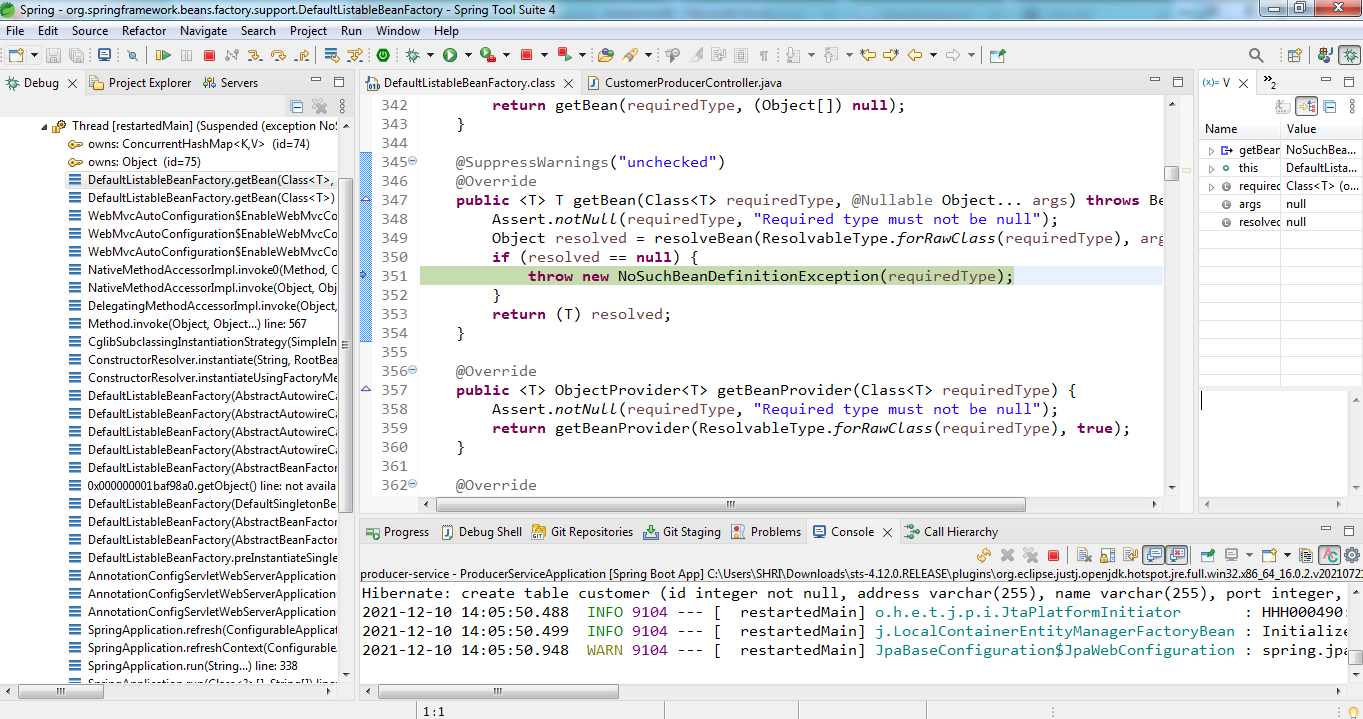 Spring - org.springframework.beans.factory.support.DefaultListableBeanFactory - Spring Tool Suite 4
File Edit Source Refactor Navigate Search Project Run Window Help
Debug Project Explorer Servers
Thread [restartedMain] (Suspended (exception NoS
owns: ConcurrentHashMap<K,V> (id=74)
owns: Object (id=75)
DefaultListableBeanFactory.getBean(Class<T>,
DefaultListableBeanFactory.getBean(Class<T>)
WebMvcAutoConfiguration$EnableWebMvcCo
WebMvcAutoConfiguration$EnableWebMvcCo
WebMvcAutoConfiguration$EnableWebMvcCo
NativeMethodAccessorImpl.invoke0(Method, C
NativeMethodAccessorImpl.invoke(Object, Obj
DelegatingMethodAccessorImpl.invoke(Object,
Method.invoke(Object, Object...) line: 567
CglibSubclassingInstantiationStrategy(SimpleIn
ConstructorResolver.instantiate(String, RootBea
ConstructorResolver.instantiateUsingFactoryMe
DefaultListableBeanFactory(AbstractAutowireCa
DefaultListableBeanFactory(AbstractAutowireCa
DefaultListableBeanFactory(AbstractAutowireCa
DefaultListableBeanFactory(AbstractAutowireCa
DefaultListableBeanFactory(AbstractBeanFactor
0x000000001baf98a0.getObject() line: not availa
DefaultListableBeanFactory(DefaultSingletonBe
DefaultListableBeanFactory(AbstractBeanFactor
DefaultListableBeanFactory(AbstractBeanFactor
DefaultListableBeanFactory.preInstantiateSingle
AnnotationConfigServletWebServerApplication
AnnotationConfigServletWebServerApplication
AnnotationConfigServletWebServerApplication
SpringApplication.refresh(ConfigurableApplicat
SpringApplication.refreshContext(Configurable
SpringApplication.run(String...) line: 338
SpringApplication.run(Class<?>[], String[]) line:
DefaultListableBeanFactory.class CustomerProducerController.java
342 return getBean(requiredType, (Object[]) null);
343 }
344
345 @SuppressWarnings("unchecked")
346 @Override
347 public <T> T getBean(Class<T> requiredType, @Nullable Object... args) throws Be
348 Assert.notNull(requiredType, "Required type must not be null");
349 Object resolved = resolveBean(ResolvableType.forRawClass(requiredType), arg
350 if (resolved == null) {
351 throw new NoSuchBeanDefinitionException(requiredType);
352 }
353 return (T) resolved;
354 }
355
356 @Override
357 public <T> ObjectProvider<T> getBeanProvider(Class<T> requiredType) {
358 Assert.notNull(requiredType, "Required type must not be null");
359 return getBeanProvider(ResolvableType.forRawClass(requiredType), true);
360 }
361
362 @Override
(x)= V »2
Name Value
getBean NoSuchBea...
this DefaultLista...
required Class<T> (o...
args null
resolved null
Progress Debug Shell Git Repositories Git Staging Problems Console Call Hierarchy
producer-service - ProducerServiceApplication [Spring Boot App] C:\Users\SHRI\Downloads\sts-4.12.0.RELEASE\plugins\org.eclipse.justj.openjdk.hotspot.jre.full.win32.x86_64_16.0.2.v2021072
Hibernate: create table customer (id integer not null, address varchar(255), name varchar(255), port integer,
2021-12-10 14:05:50.488 INFO 9104 --- [ restartedMain] o.h.e.t.j.p.i.JtaPlatformInitiator : HHH000490:
2021-12-10 14:05:50.499 INFO 9104 --- [ restartedMain] j.LocalContainerEntityManagerFactoryBean : Initialize
2021-12-10 14:05:50.948 WARN 9104 --- [ restartedMain] JpaBaseConfiguration$JpaWebConfiguration : spring.jpa
1:1